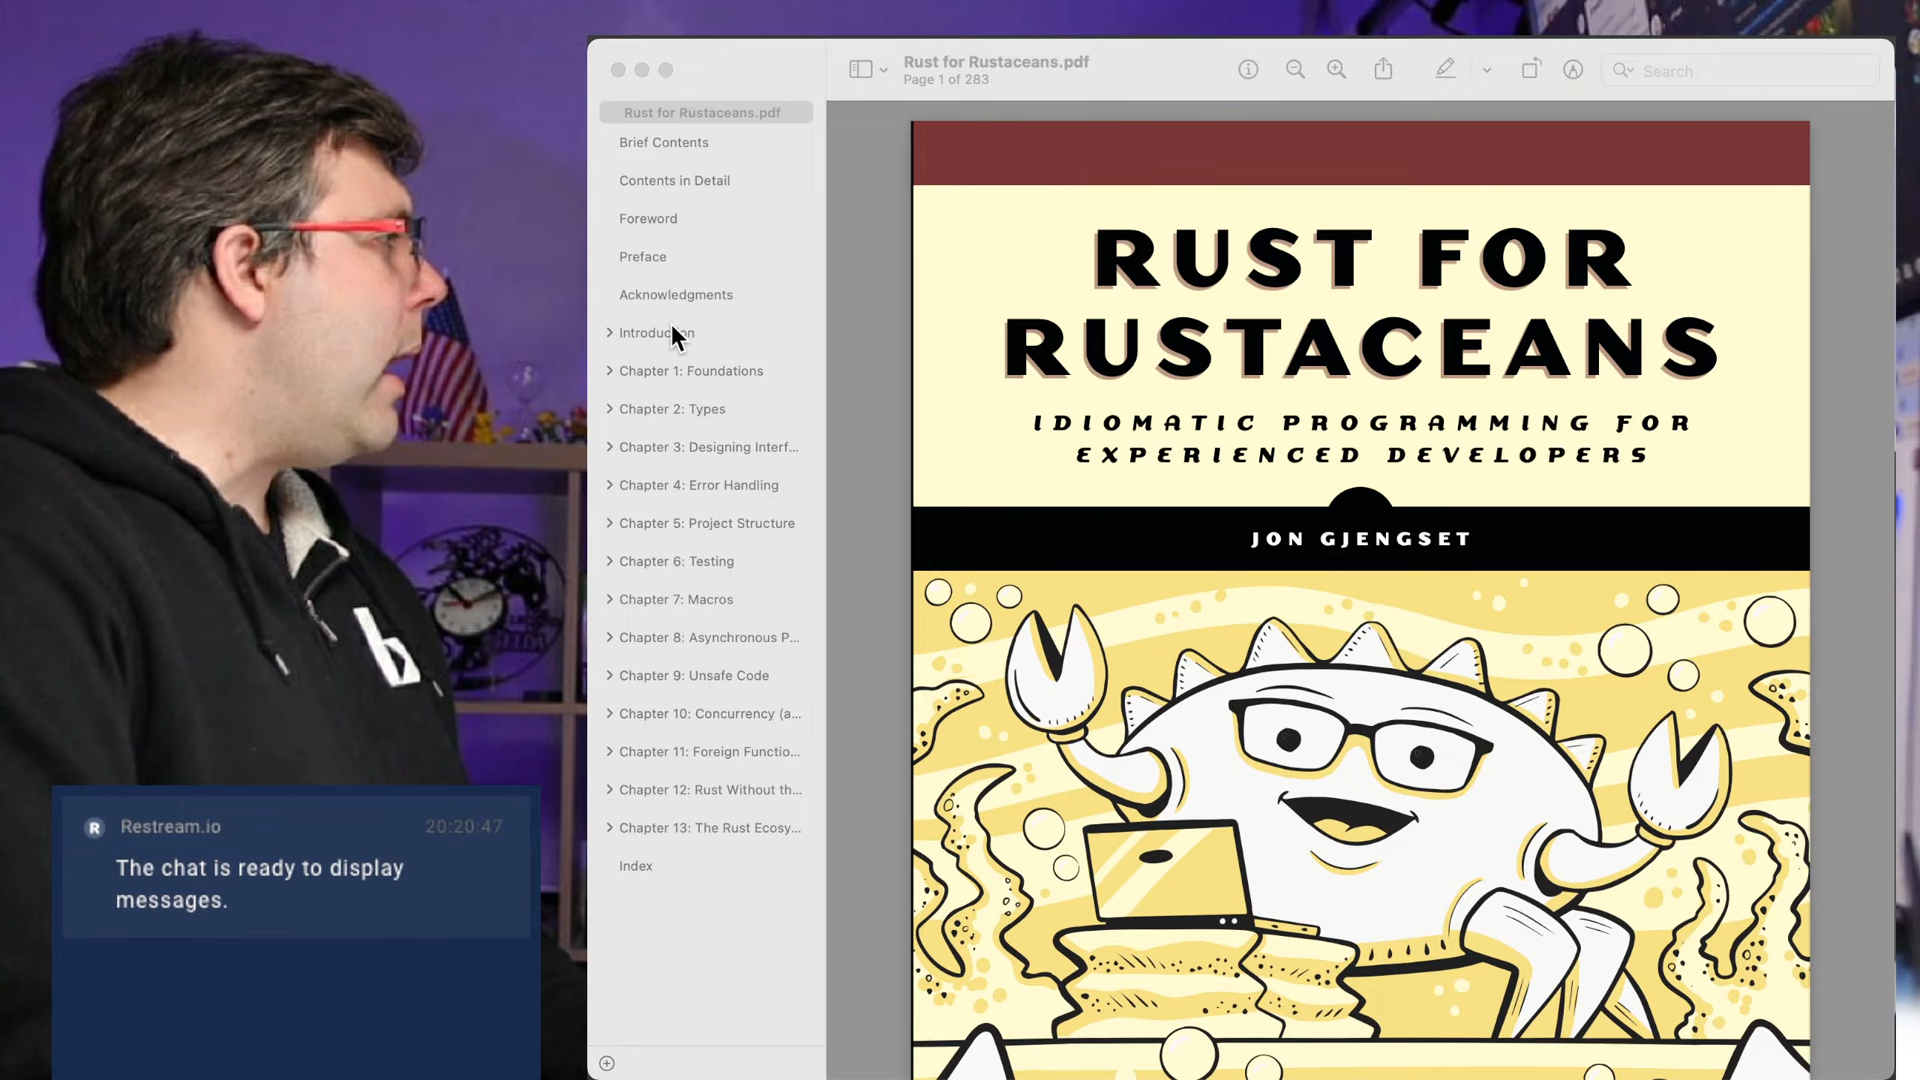 Rust for Rustaceans.pdf
Page 1 of 283
Search
Rust for Rustaceans.pdf
Brief Contents
Contents in Detail
Foreword
Preface
Acknowledgments
Introduction
Chapter 1: Foundations
Chapter 2: Types
Chapter 3: Designing Interf...
Chapter 4: Error Handling
Chapter 5: Project Structure
Chapter 6: Testing
Chapter 7: Macros
Chapter 8: Asynchronous P...
Chapter 9: Unsafe Code
Chapter 10: Concurrency (a...
Chapter 11: Foreign Functio...
Chapter 12: Rust Without th...
Chapter 13: The Rust Ecosy...
Index
RUST FOR
RUSTACEANS
IDIOMATIC PROGRAMMING FOR
EXPERIENCED DEVELOPERS
JON GJENGSET
b
R Restream.io 20:20:47
The chat is ready to display
messages.